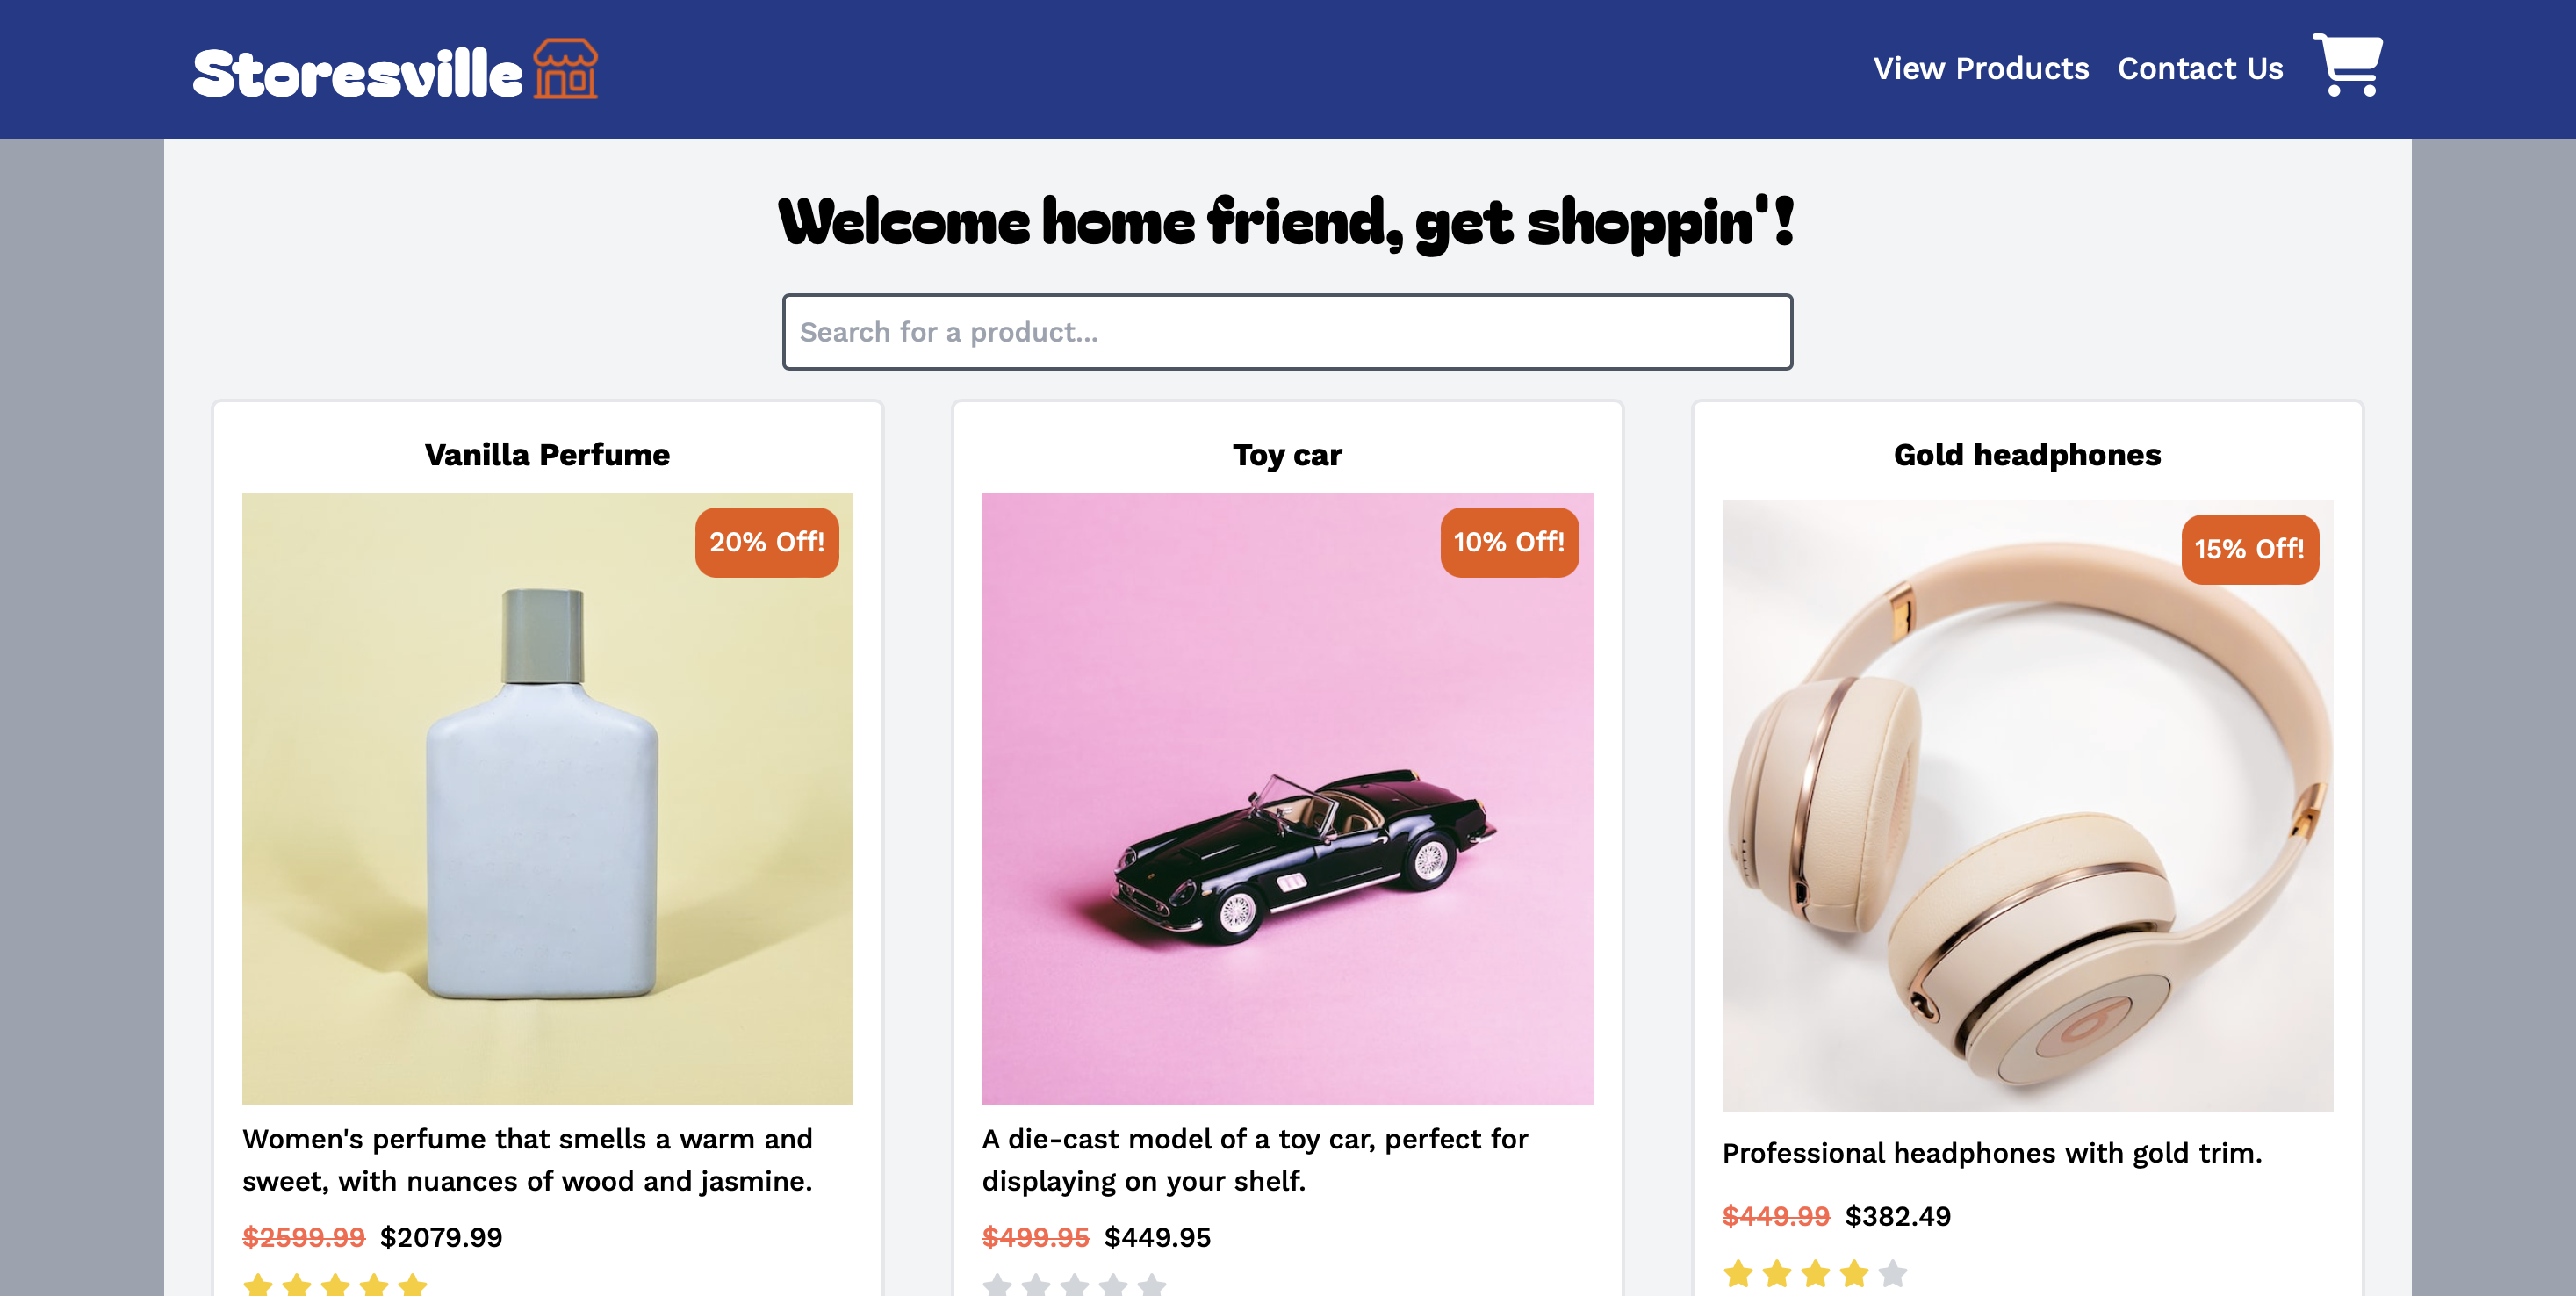 Storesville
View Products
Contact Us
Welcome home friend, get shoppin'!
Search for a product...
Vanilla Perfume
20% Off!
Women's perfume that smells a warm and
sweet, with nuances of wood and jasmine.
$2599.99 $2079.99
Toy car
10% Off!
A die-cast model of a toy car, perfect for
displaying on your shelf.
$499.95 $449.95
Gold headphones
15% Off!
Professional headphones with gold trim.
$449.99 $382.49